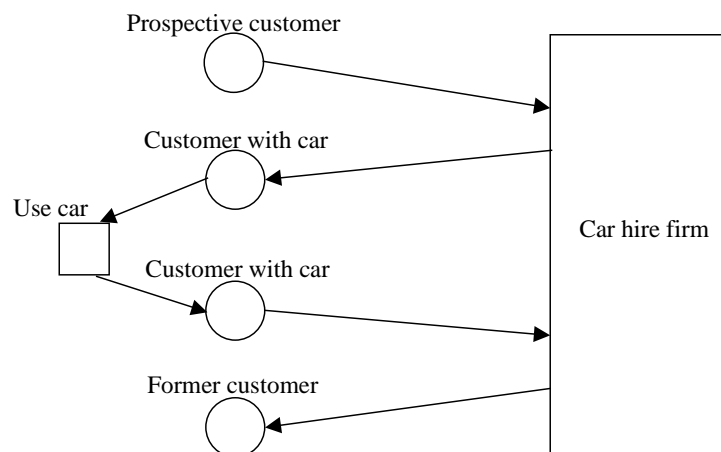 Prospective customer
Customer with car
Use car
Car hire firm
Customer with car
Former customer